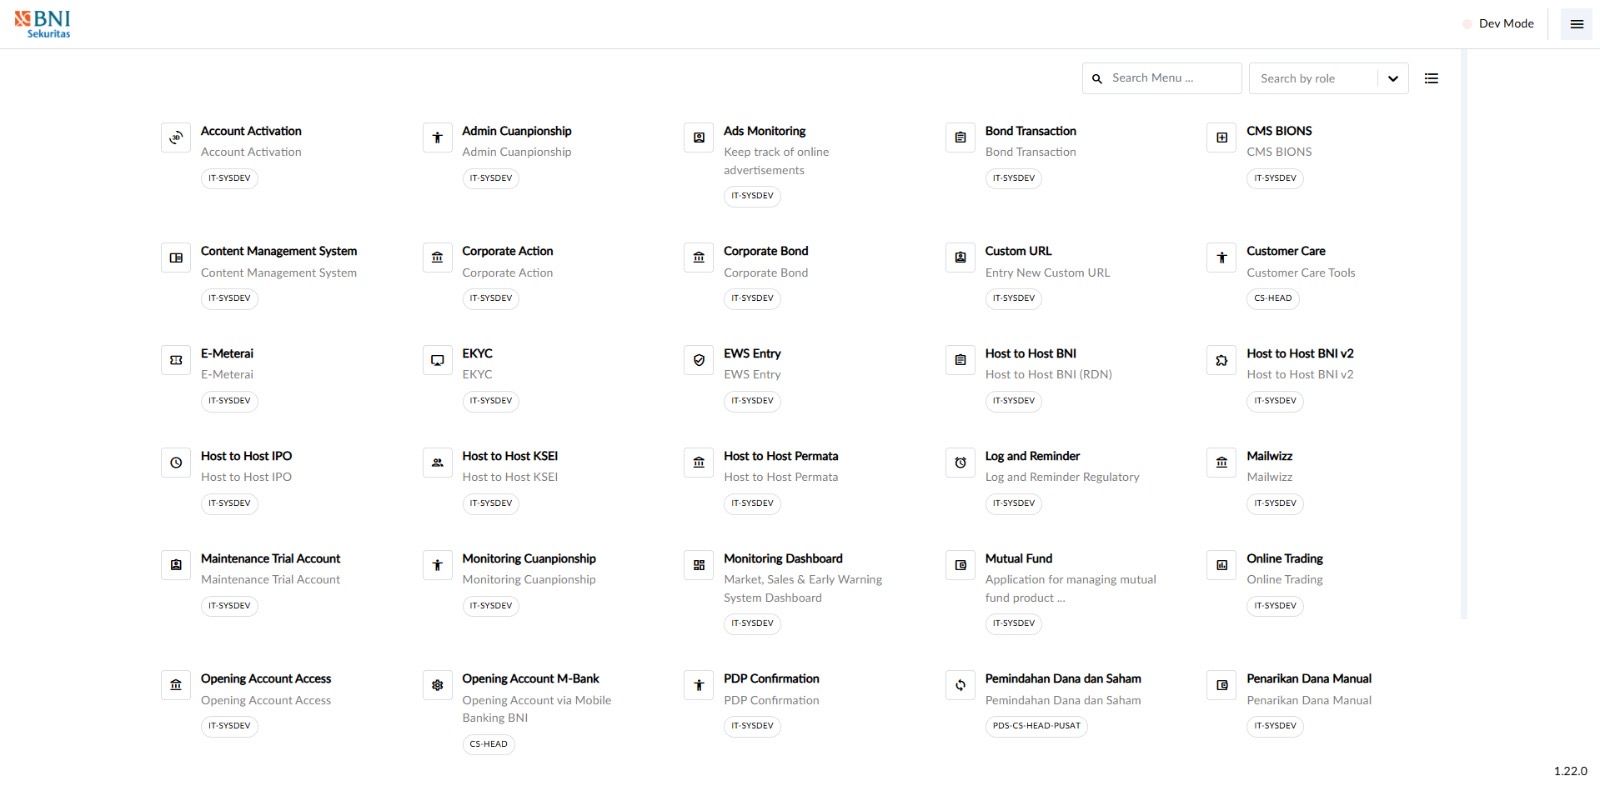 BNI
Sekuritas
Dev Mode
Search Menu ...
Search by role
Account Activation
Account Activation
IT-SYSDEV
Admin Cuanpionship
Admin Cuanpionship
IT-SYSDEV
Ads Monitoring
Keep track of online
advertisements
IT-SYSDEV
Bond Transaction
Bond Transaction
IT-SYSDEV
CMS BIONS
CMS BIONS
IT-SYSDEV
Content Management System
Content Management System
IT-SYSDEV
Corporate Action
Corporate Action
IT-SYSDEV
Corporate Bond
Corporate Bond
IT-SYSDEV
Custom URL
Entry New Custom URL
IT-SYSDEV
Customer Care
Customer Care Tools
CS-HEAD
E-Meterai
E-Meterai
IT-SYSDEV
EKYC
EKYC
IT-SYSDEV
EWS Entry
EWS Entry
IT-SYSDEV
Host to Host BNI
Host to Host BNI (RDN)
IT-SYSDEV
Host to Host BNI v2
Host to Host BNI v2
IT-SYSDEV
Host to Host IPO
Host to Host IPO
IT-SYSDEV
Host to Host KSEI
Host to Host KSEI
IT-SYSDEV
Host to Host Permata
Host to Host Permata
IT-SYSDEV
Log and Reminder
Log and Reminder Regulatory
IT-SYSDEV
Mailwizz
Mailwizz
IT-SYSDEV
Maintenance Trial Account
Maintenance Trial Account
IT-SYSDEV
Monitoring Cuanpionship
Monitoring Cuanpionship
IT-SYSDEV
Monitoring Dashboard
Market, Sales & Early Warning
System Dashboard
IT-SYSDEV
Mutual Fund
Application for managing mutual
fund product ...
IT-SYSDEV
Online Trading
Online Trading
IT-SYSDEV
Opening Account Access
Opening Account Access
IT-SYSDEV
Opening Account M-Bank
Opening Account via Mobile
Banking BNI
CS-HEAD
PDP Confirmation
PDP Confirmation
IT-SYSDEV
Pemindahan Dana dan Saham
Pemindahan Dana dan Saham
PDS-CS-HEAD-PUSAT
Penarikan Dana Manual
Penarikan Dana Manual
IT-SYSDEV
1.22.0